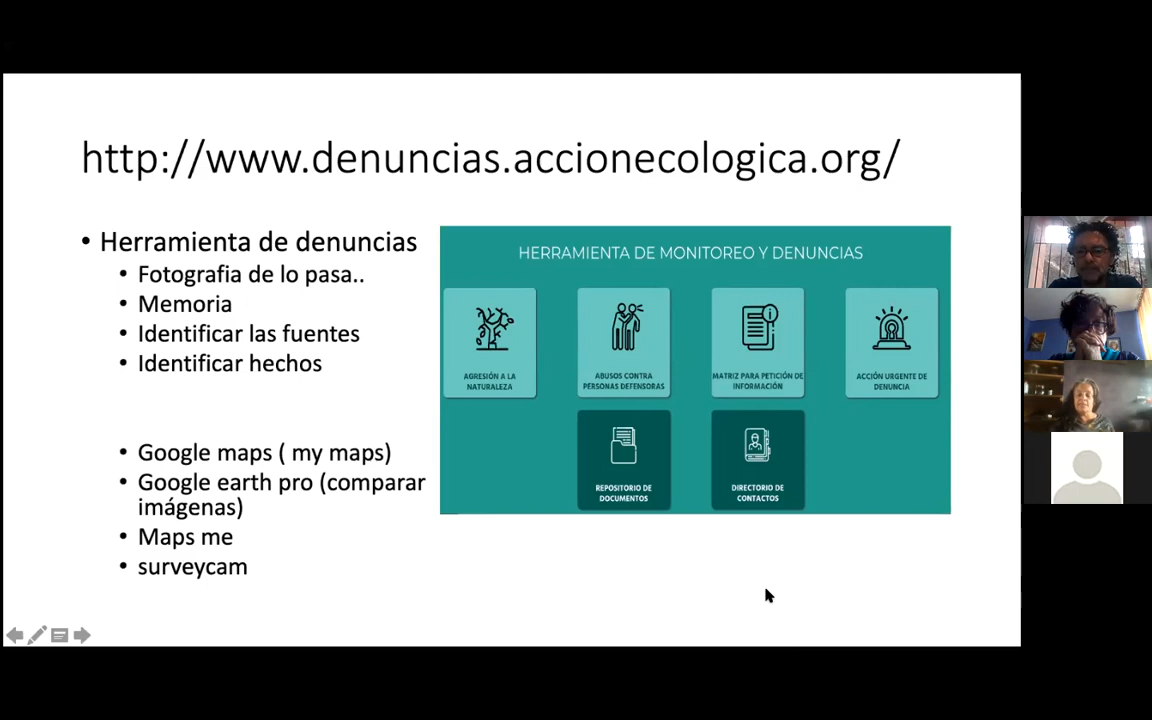 http://www.denuncias.accionecologica.org/
• Herramienta de denuncias
• Fotografia de lo pasa..
• Memoria
• Identificar las fuentes
• Identificar hechos
• Google maps ( my maps)
• Google earth pro (comparar
imágenas)
• Maps me
• surveycam
HERRAMIENTA DE MONITOREO Y DENUNCIAS
AGRESIÓN A LA
NATURALEZA
ABUSOS CONTRA
PERSONAS DEFENSORAS
MATRIZ PARA PETICIÓN DE
INFORMACIÓN
ACCIÓN URGENTE DE
DENUNCIA
REPOSITORIO DE
DOCUMENTOS
DIRECTORIO DE
CONTACTOS